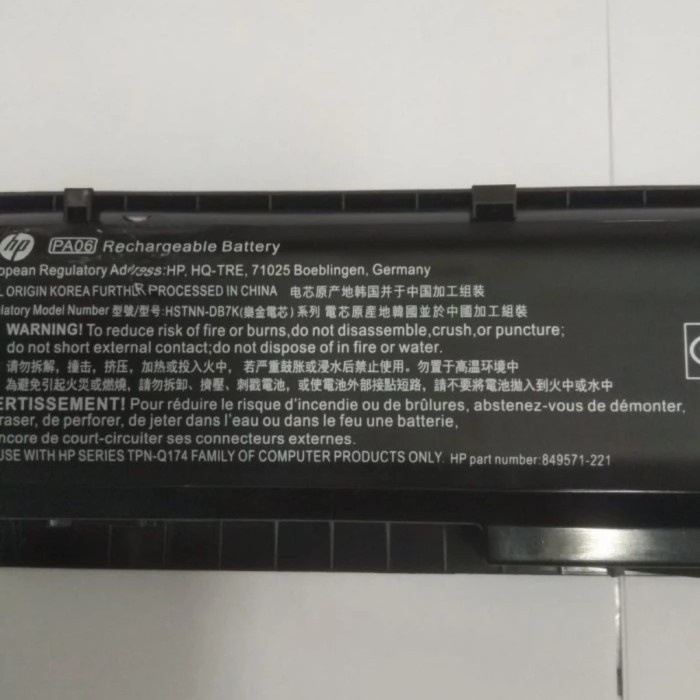 hp PA06 Rechargeable Battery
opean Regulatory Address:HP, HQ-TRE, 71025 Boeblingen, Germany
L ORIGIN KOREA FURTHER PROCESSED IN CHINA 电芯原产地韩国并于中国加工组装
ulatory Model Number 型號/型号:HSTNN-DB7K(樂金電芯) 系列 電芯原產地韓國並於中國加工組裝
WARNING! To reduce risk of fire or burns,do not disassemble,crush,or puncture;
do not short external contact;do not dispose of in fire or water.
请勿拆解，撞击，挤压，加热或投入火中，若严重鼓胀或浸水后禁勿使用。勿置于高温环境中
為避免引起火災或燃燒，請勿拆卸、擠壓、刺戳電池，或使電池外部接點短路，請不要將電池拋入到火中或水中
ERTISSEMENT! Pour réduire le risque d'incendie ou de brûlures, abstenez-vous de démonter,
raser, de perforer, de jeter dans l'eau ou dans le feu une batterie,
ncore de court-circuiter ses connecteurs externes.
USE WITH HP SERIES TPN-Q174 FAMILY OF COMPUTER PRODUCTS ONLY. HP part number:849571-221